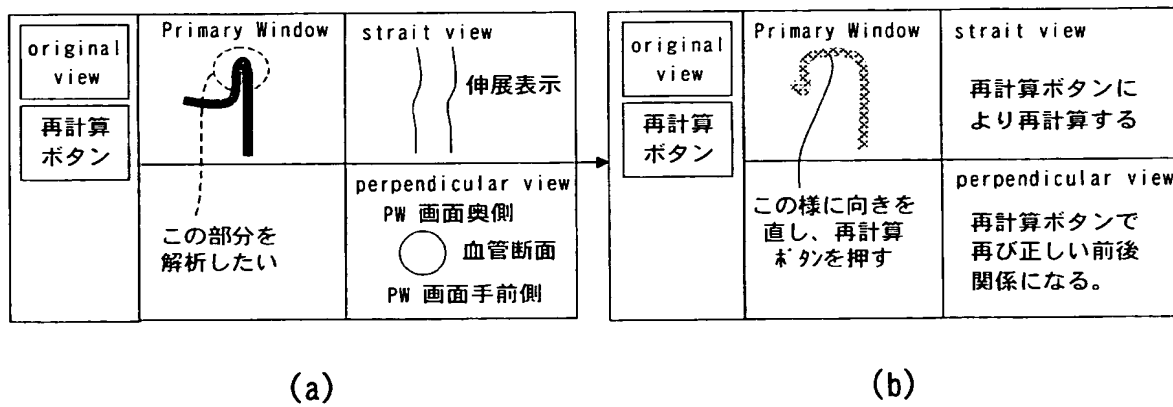 original
view
再計算
ボタン
Primary Window
この部分を
解析したい
strait view
伸展表示
perpendicular view
PW 画面奥側
血管断面
PW 画面手前側
(a)
original
view
再計算
ボタン
Primary Window
この様に向きを
直し、再計算
ﾎﾞﾀﾝを押す
strait view
再計算ボタンに
より再計算する
perpendicular view
再計算ボタンで
再び正しい前後
関係になる。
(b)